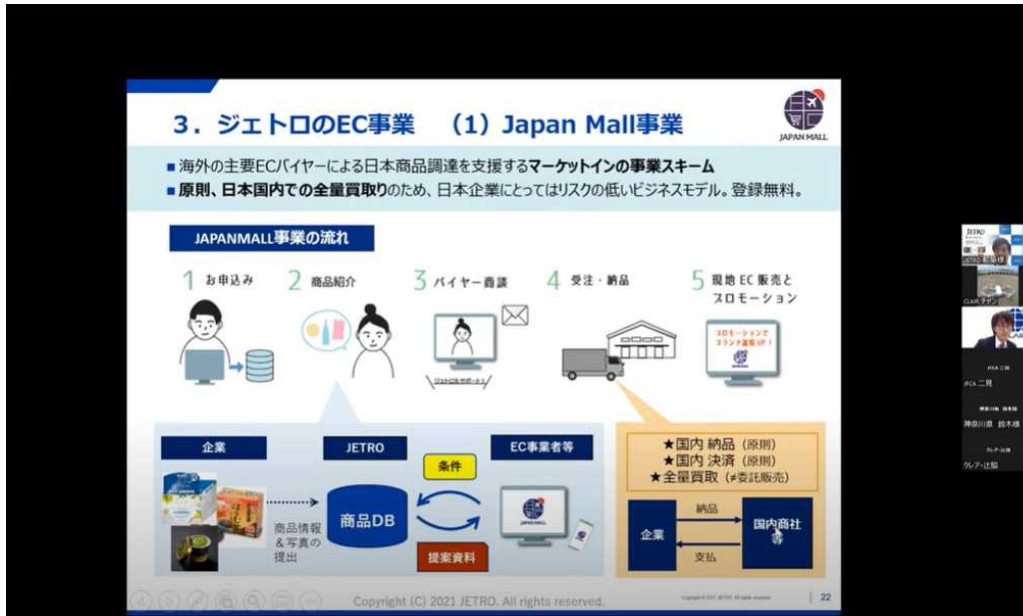 3．ジェトロのEC事業　（1）Japan Mall事業
JAPAN MALL
■海外の主要ECバイヤーによる日本商品調達を支援するマーケットインの事業スキーム
■原則、日本国内での全量買取りのため、日本企業にとってはリスクの低いビジネスモデル。登録無料。
JAPANMALL事業の流れ
1 お申込み
2 商品紹介
3 バイヤー商談
4 受注・納品
5 現地EC販売と
プロモーション
プロモーションで
ブランド認知UP！
企業
JETRO
EC事業者等
条件
商品DB
商品情報
&写真の
提出
提案資料
JAPAN MALL
★国内 納品（原則）
★国内 決済（原則）
★全量買取（≠委託販売）
企業
納品
支払
国内商社
等
Copyright (C) 2021 JETRO. All rights reserved.
22
JETRO
JFCA 二見
神奈川県 鈴木様
クレア・辻脇